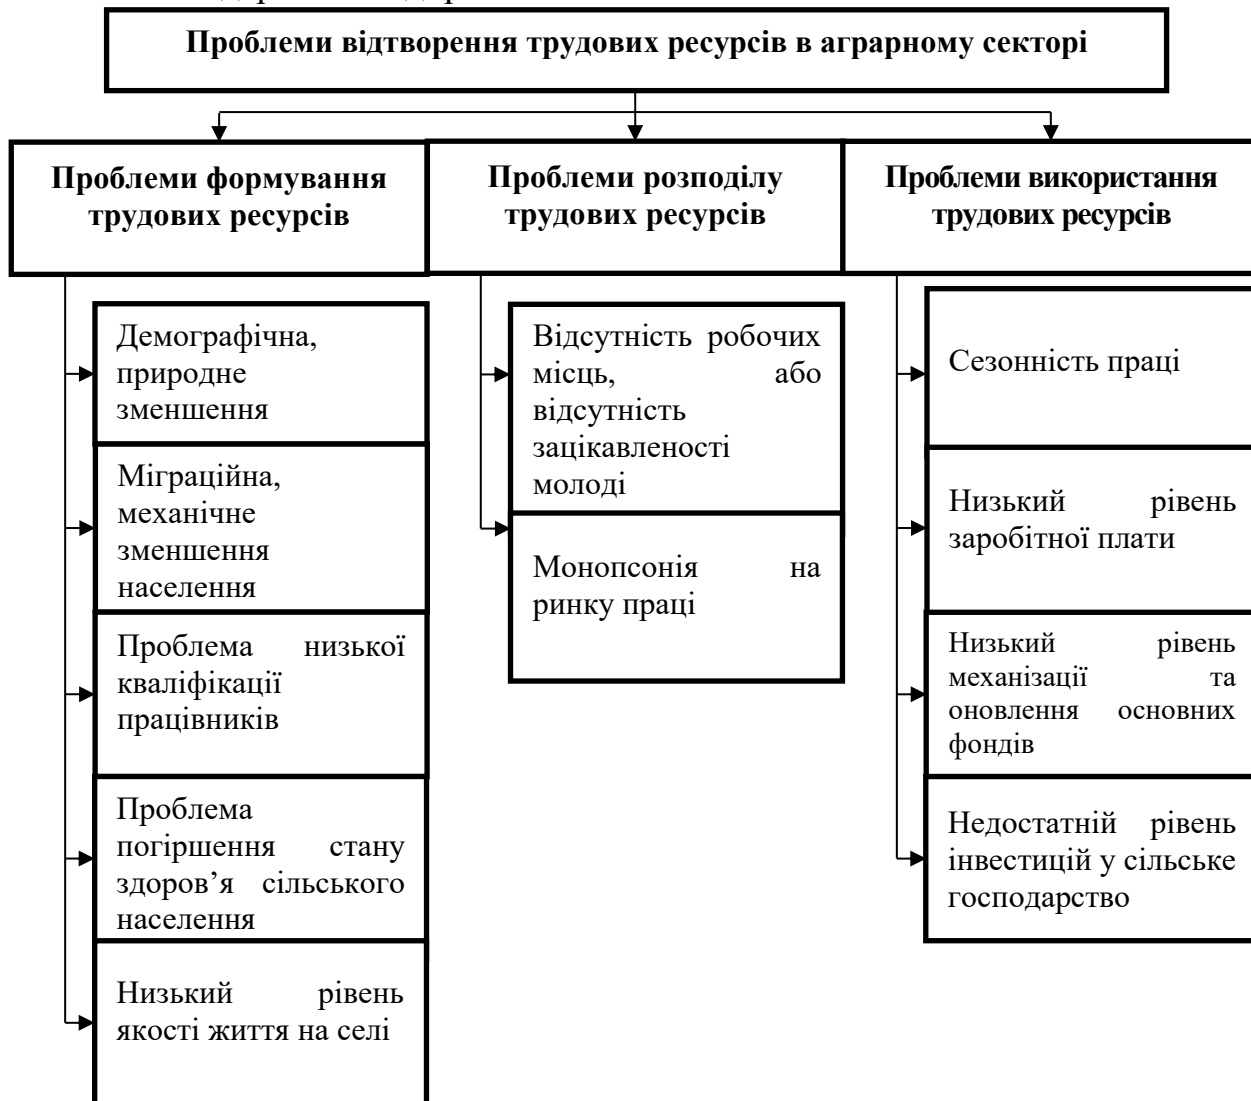 Проблеми відтворення трудових ресурсів в аграрному секторі
Проблеми формування
трудових ресурсів
Проблеми розподілу
трудових ресурсів
Проблеми використання
трудових ресурсів
Демографічна,
природне
зменшення
Міграційна,
механічне
зменшення
населення
Проблема низької
кваліфікації
працівників
Проблема
погіршення стану
здоров’я сільського
населення
Низький рівень
якості життя на селі
Відсутність робочих
місць, або
відсутність
зацікавленості
молоді
Монопсонія на
ринку праці
Сезонність праці
Низький рівень
заробітної плати
Низький рівень
механізації та
оновлення основних
фондів
Недостатній рівень
інвестицій у сільське
господарство